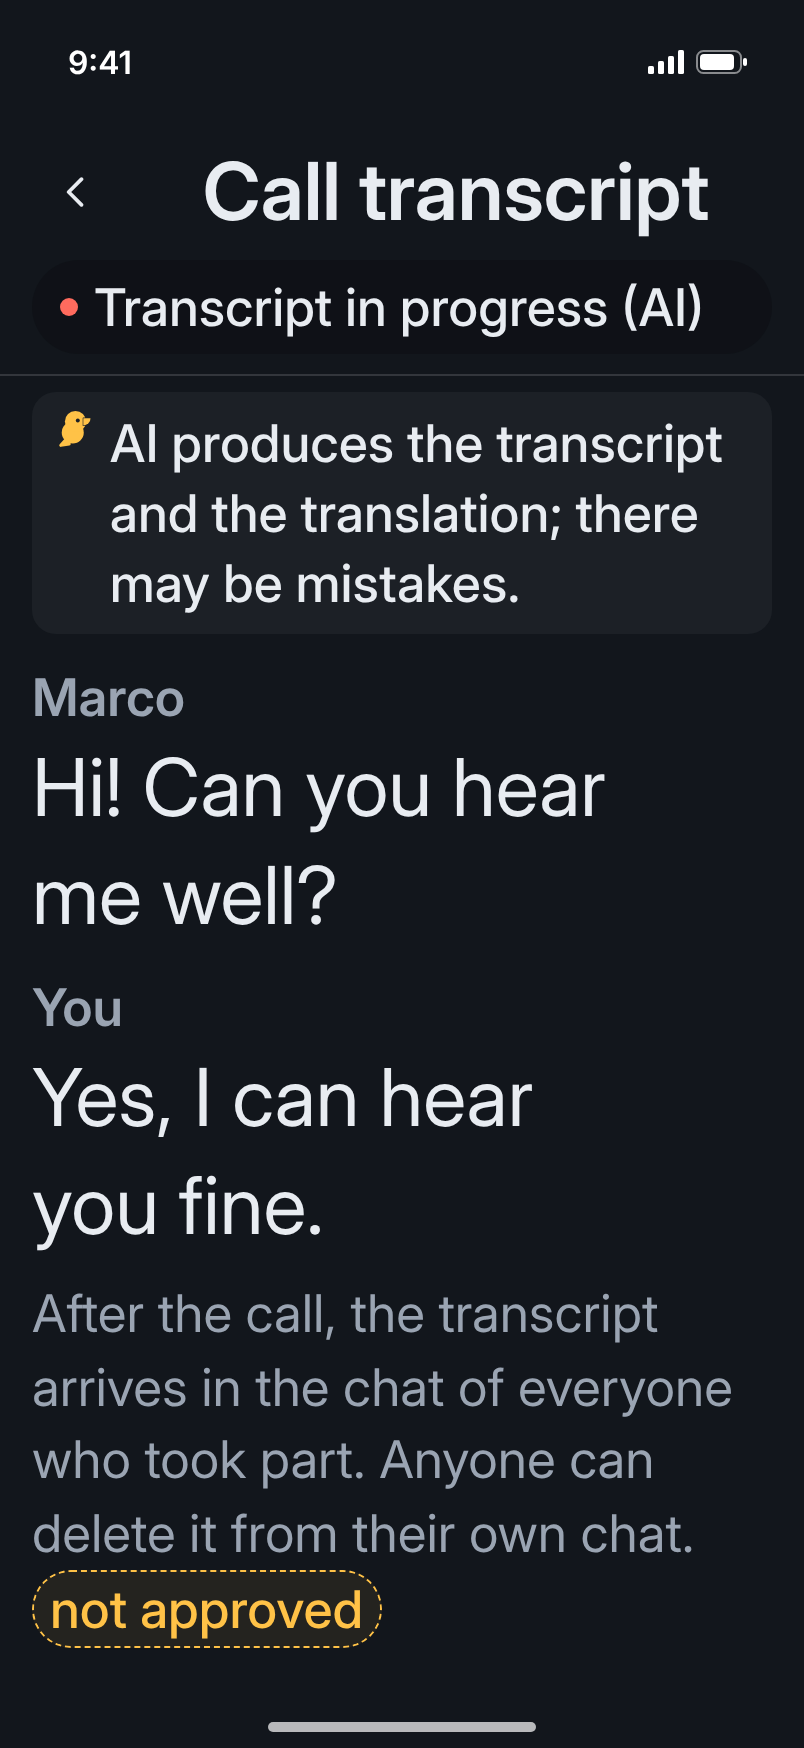 9:41
Call transcript
Transcript in progress (AI)
AI produces the transcript
and the translation; there
may be mistakes.
Marco
Hi! Can you hear
me well?
You
Yes, I can hear
you fine.
After the call, the transcript
arrives in the chat of everyone
who took part. Anyone can
delete it from their own chat.
not approved